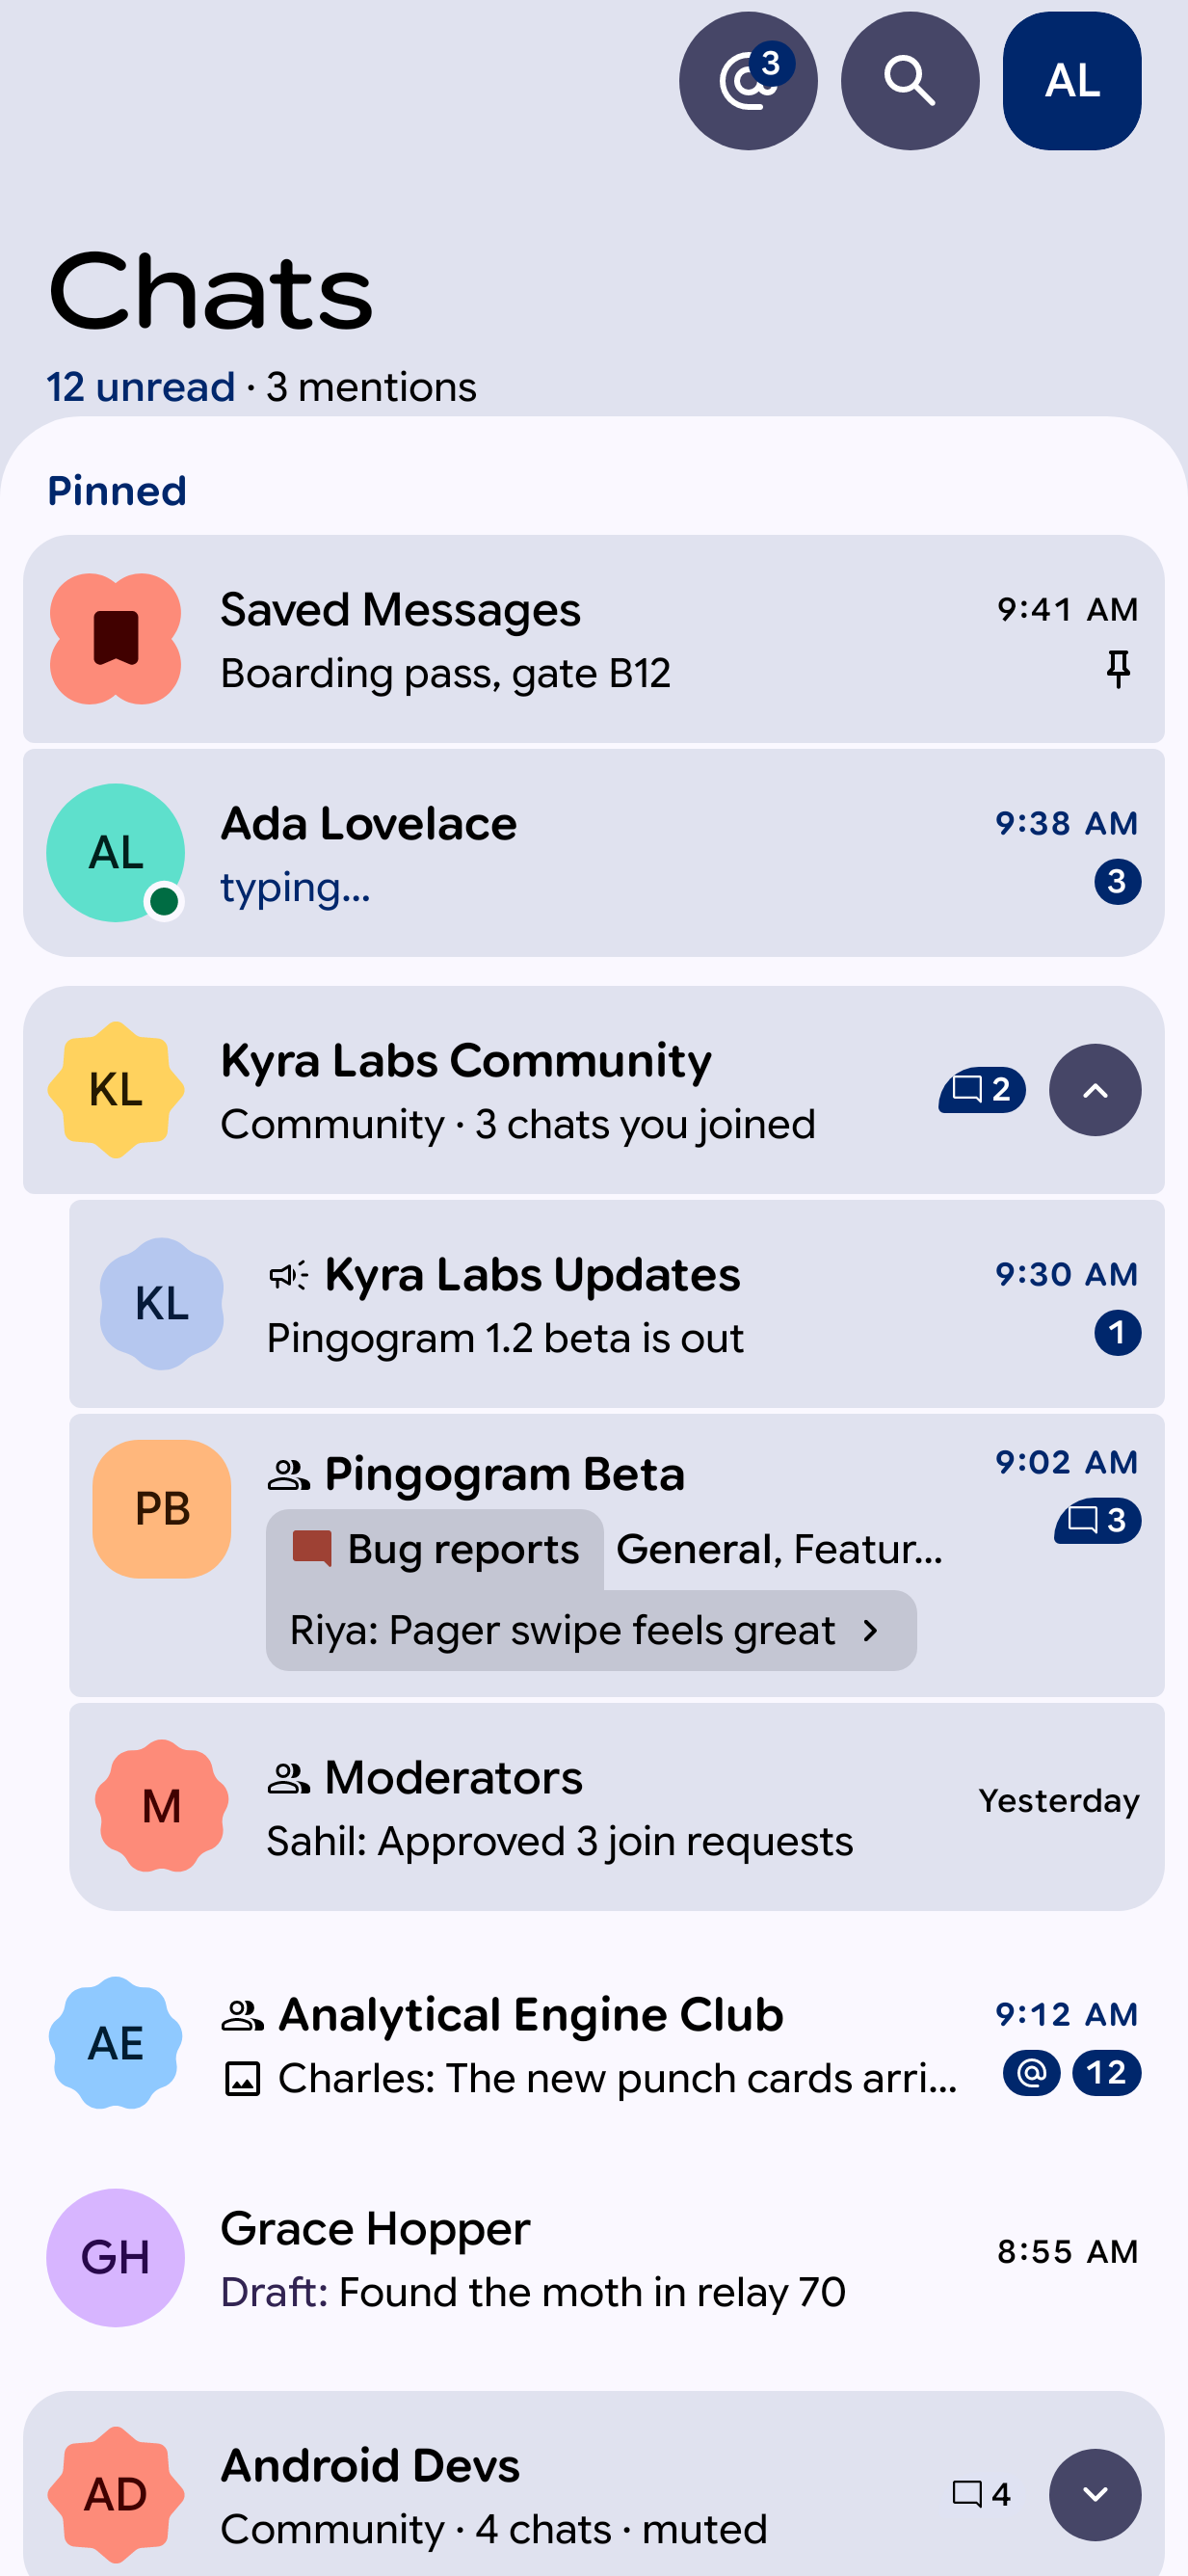 3
AL
Chats
12 unread · 3 mentions
Pinned
Saved Messages
9:41 AM
Boarding pass, gate B12
AL
Ada Lovelace
9:38 AM
typing...
3
KL
Kyra Labs Community
Community · 3 chats you joined
2
KL
Kyra Labs Updates
9:30 AM
Pingogram 1.2 beta is out
1
PB
Pingogram Beta
9:02 AM
3
Bug reports
General, Featur...
Riya: Pager swipe feels great
M
Moderators
Yesterday
Sahil: Approved 3 join requests
AE
Analytical Engine Club
9:12 AM
Charles: The new punch cards arri...
@ 12
GH
Grace Hopper
8:55 AM
Draft: Found the moth in relay 70
AD
Android Devs
Community · 4 chats · muted
4